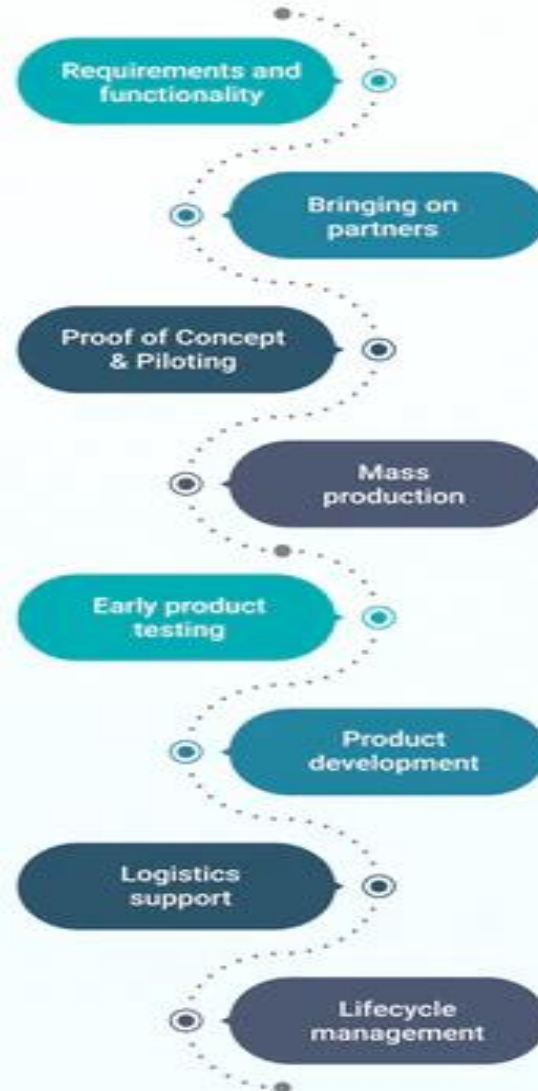 Requirements and
functionality
Bringing on
partners
Proof of Concept
& Piloting
Mass
production
Early product
testing
Product
development
Logistics
support
Lifecycle
management